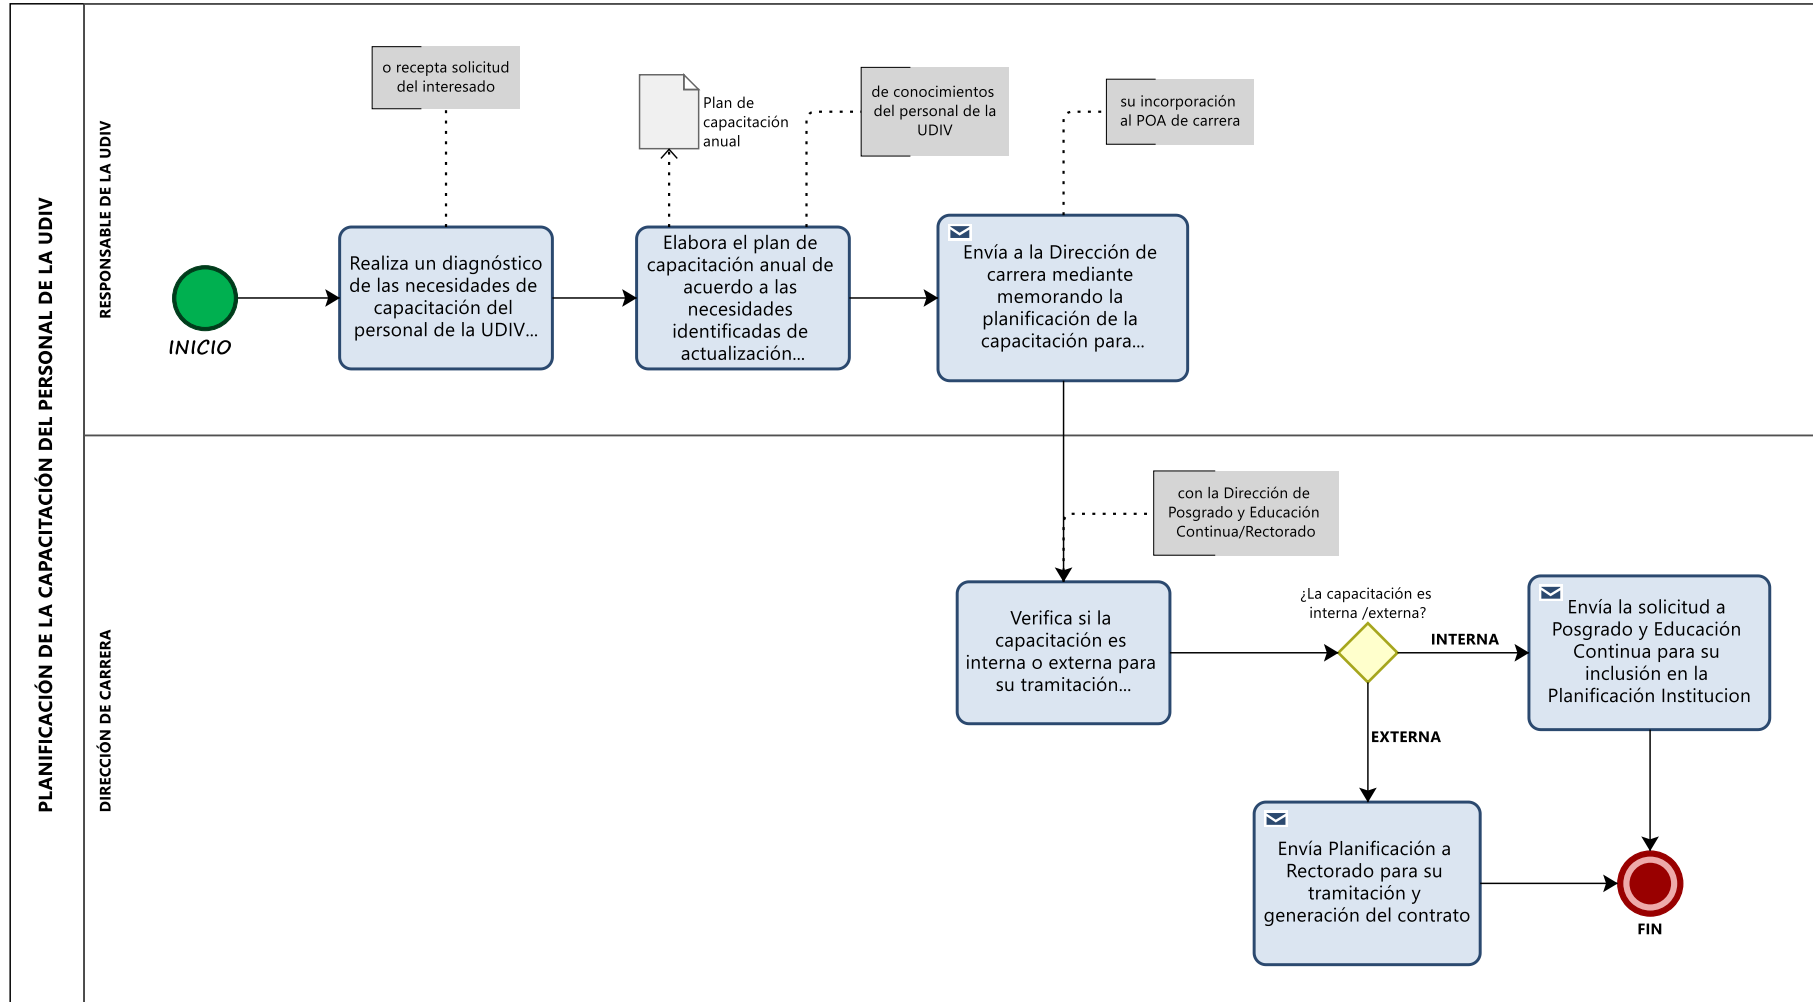 PLANIFICACIÓN DE LA CAPACITACIÓN DEL PERSONAL DE LA UDIV
RESPONSABLE DE LA UDIV
INICIO
o recepta solicitud
del interesado
Realiza un diagnóstico
de las necesidades de
capacitación del
personal de la UDIV...
Plan de
capacitación
anual
de conocimientos
del personal de la
UDIV
Elabora el plan de
capacitación anual de
acuerdo a las
necesidades
identificadas de
actualización...
su incorporación
al POA de carrera
Envía a la Dirección de
carrera mediante
memorando la
planificación de la
capacitación para...
DIRECCIÓN DE CARRERA
con la Dirección de
Posgrado y Educación
Continua/Rectorado
Verifica si la
capacitación es
interna o externa para
su tramitación...
¿La capacitación es
interna /externa?
INTERNA
Envía la solicitud a
Posgrado y Educación
Continua para su
inclusión en la
Planificación Institucion
EXTERNA
Envía Planificación a
Rectorado para su
tramitación y
generación del contrato
FIN